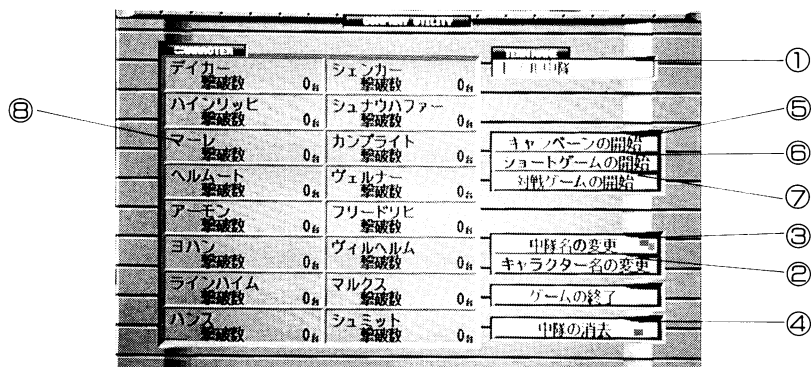 COMPANY UTILITY
CHARACTER
デイカー
撃破数 0台
シェンカー
撃破数 0台
ハインリッヒ
撃破数 0台
シュナウハファー
撃破数 0台
マーレ
撃破数 0台
カンプライト
撃破数 0台
ヘルムート
撃破数 0台
ヴェルナー
撃破数 0台
アーモン
撃破数 0台
フリードリヒ
撃破数 0台
ヨハン
撃破数 0台
ヴィルヘルム
撃破数 0台
ラインハイム
撃破数 0台
マルクス
撃破数 0台
ハンス
撃破数 0台
シュミット
撃破数 0台
中隊
キャンペーンの開始
ショートゲームの開始
対戦ゲームの開始
中隊名の変更
キャラクター名の変更
ゲームの終了
中隊の消去
①
⑤
⑥
⑦
③
②
④
⑧